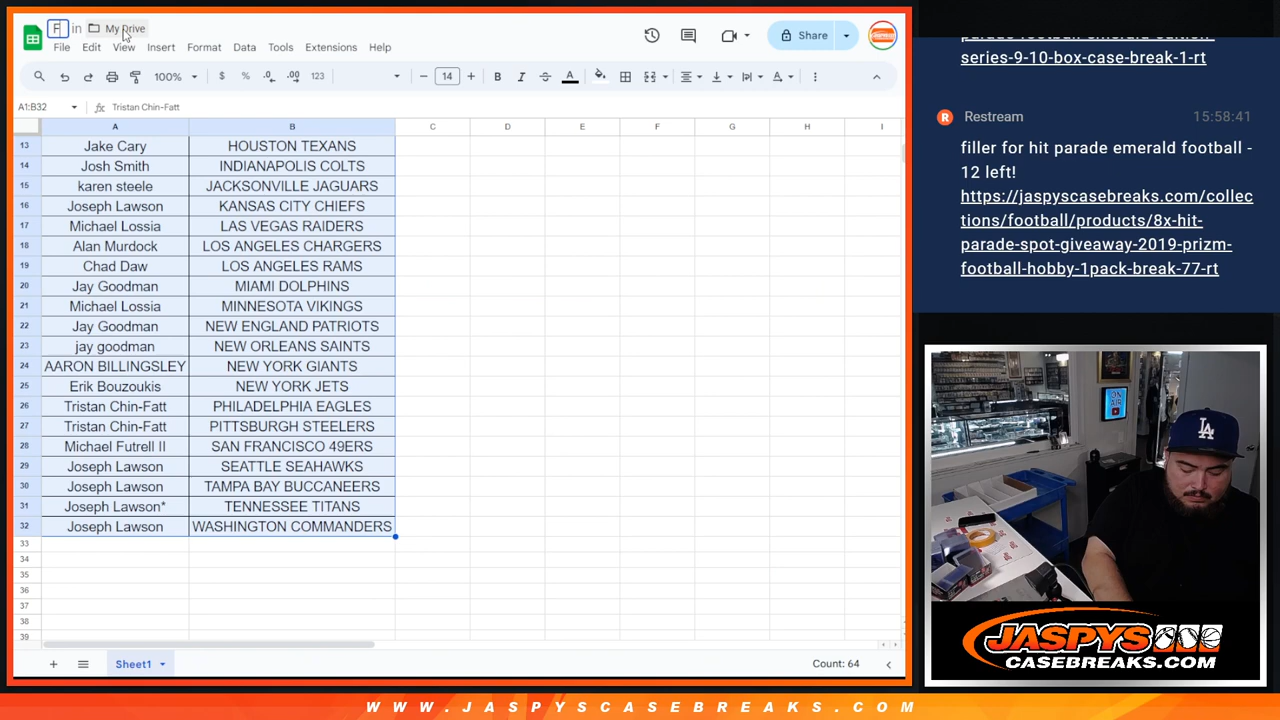 F in My Drive
File Edit View Insert Format Data Tools Extensions Help
Share
100% $ % .0 .00 123 14 B I S A
A1:B32 fx Tristan Chin-Fatt
A B C D E F G H I
13 Jake Cary HOUSTON TEXANS
14 Josh Smith INDIANAPOLIS COLTS
15 karen steele JACKSONVILLE JAGUARS
16 Joseph Lawson KANSAS CITY CHIEFS
17 Michael Lossia LAS VEGAS RAIDERS
18 Alan Murdock LOS ANGELES CHARGERS
19 Chad Daw LOS ANGELES RAMS
20 Jay Goodman MIAMI DOLPHINS
21 Michael Lossia MINNESOTA VIKINGS
22 Jay Goodman NEW ENGLAND PATRIOTS
23 jay goodman NEW ORLEANS SAINTS
24 AARON BILLINGSLEY NEW YORK GIANTS
25 Erik Bouzoukis NEW YORK JETS
26 Tristan Chin-Fatt PHILADELPHIA EAGLES
27 Tristan Chin-Fatt PITTSBURGH STEELERS
28 Michael Futrell II SAN FRANCISCO 49ERS
29 Joseph Lawson SEATTLE SEAHAWKS
30 Joseph Lawson TAMPA BAY BUCCANEERS
31 Joseph Lawson* TENNESSEE TITANS
32 Joseph Lawson WASHINGTON COMMANDERS
33
34
35
36
37
38
39
Sheet1 Count: 64
series-9-10-box-case-break-1-rt
R Restream 15:58:41
filler for hit parade emerald football -
12 left!
https://jaspyscasebreaks.com/collec
tions/football/products/8x-hit-
parade-spot-giveaway-2019-prizm-
football-hobby-1pack-break-77-rt
ON
AIR
LA
JASPYS
CASEBREAKS.COM
WWW.JASPYSCASEBREAKS.COM